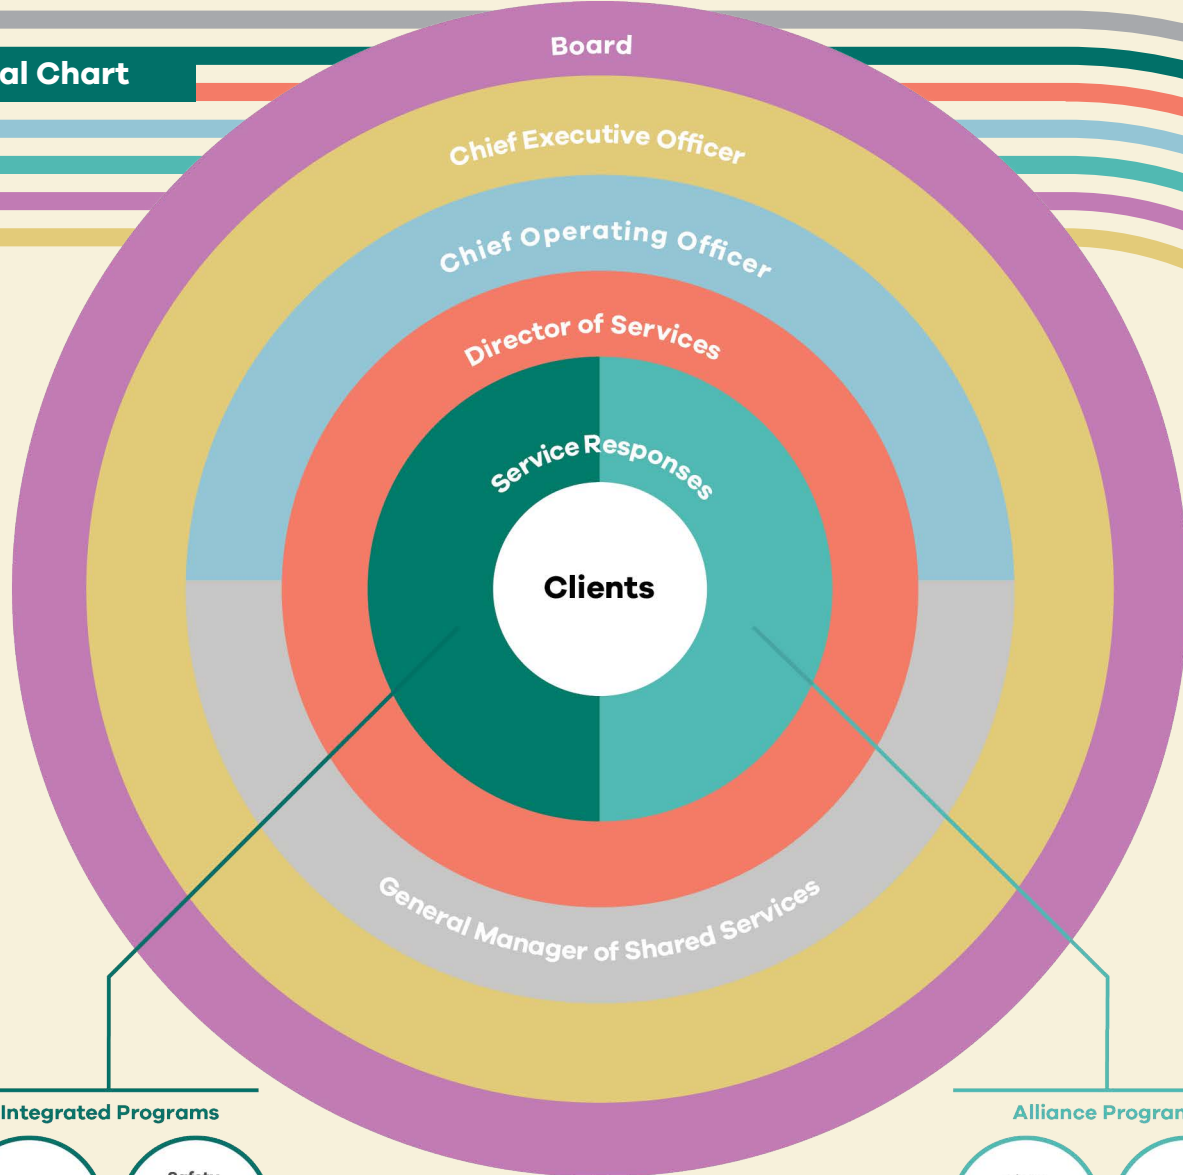 Board
al Chart
Chief Executive Officer
Chief Operating Officer
Director of Services
Service Responses
Clients
General Manager of Shared Services
Integrated Programs
Alliance Progra